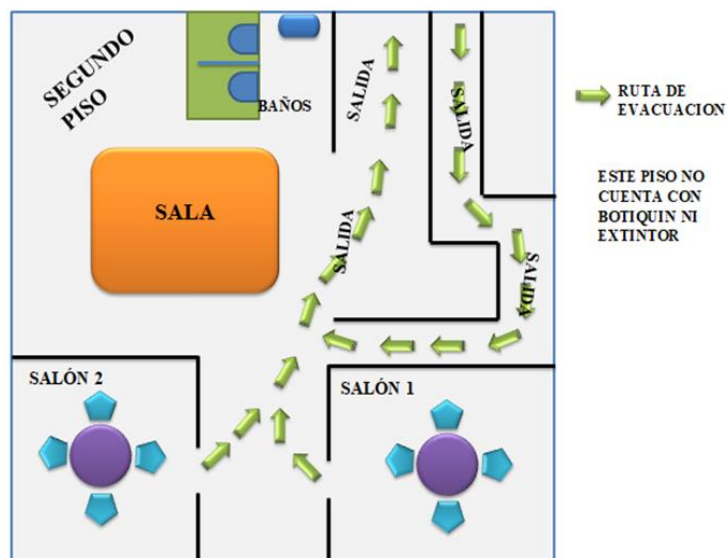 SEGUNDO
PISO
BAÑOS
SALIDA
SALIDA
SALA
SALIDA
SALIDA
SALÓN 2
SALÓN 1
RUTA DE
EVACUACION
ESTE PISO NO
CUENTA CON
BOTIQUIN NI
EXTINTOR